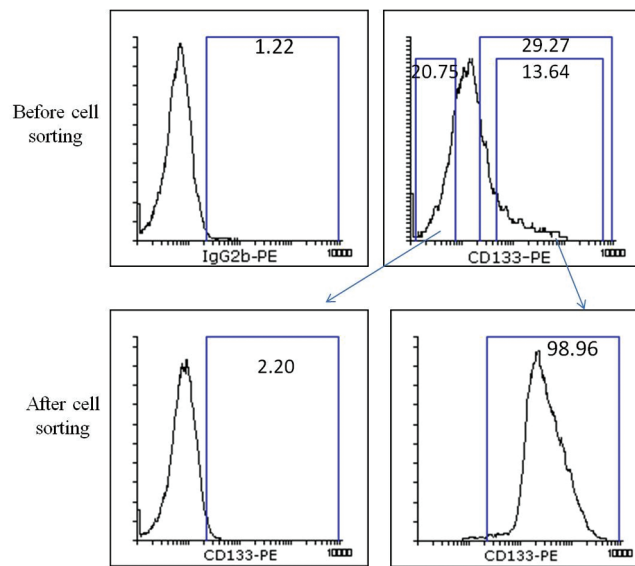 Before cell
sorting
1.22
IgG2b-PE
10000
29.27
20.75
13.64
CD133-PE
10000
After cell
sorting
2.20
CD133-PE
10000
98.96
CD133-PE
10000